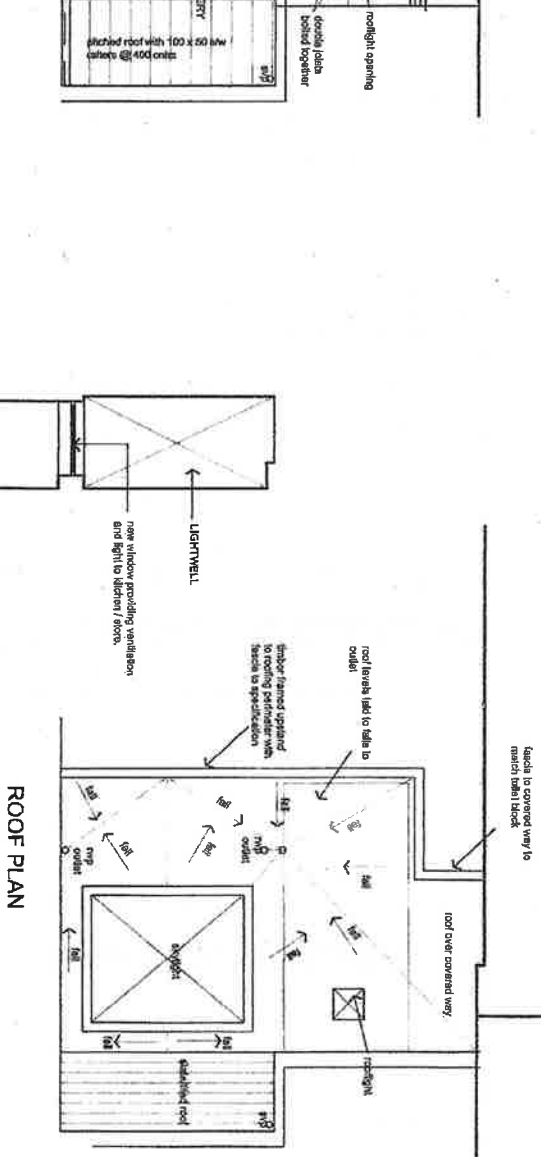 pitched roof with 100 x 50 s/w
rafters @ 400 cntrs
svp
double joists
bolted together
rooflight opening
LIGHTWELL
new window providing ventilation
and light to kitchen / store.
fascia to covered way to
match toilet block
roof levels laid to falls to
outlet
timber framed upstand
to roofing perimeter with
fascia to specification
roof over covered way.
fall
fall
fall
fall
fall
fall
fall
fall
fall
fall
fall
fall
rwp
outlet
rwp
outlet
skylight
rooflight
pitched roof
svp
ROOF PLAN